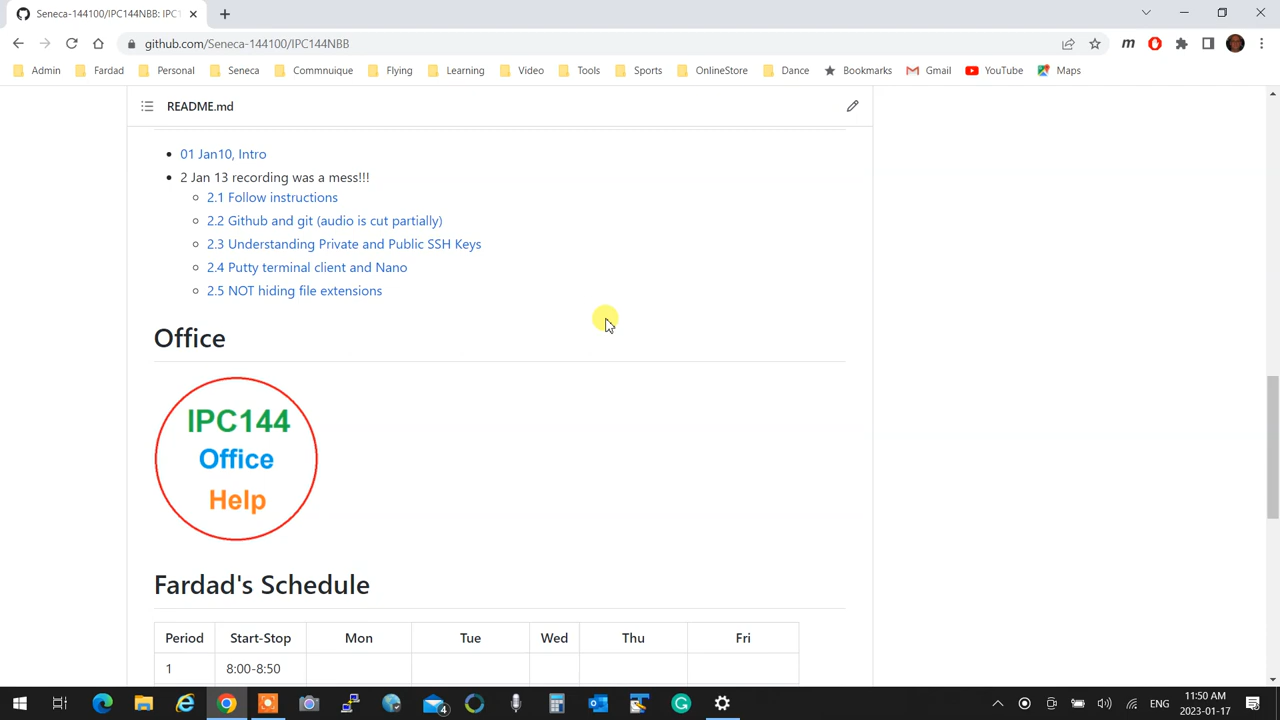 Seneca-144100/IPC144NBB: IPC1
github.com/Seneca-144100/IPC144NBB
Admin Fardad Personal Seneca Commnuique Flying Learning Video Tools Sports OnlineStore Dance Bookmarks Gmail YouTube Maps
README.md
01 Jan10, Intro
2 Jan 13 recording was a mess!!!
2.1 Follow instructions
2.2 Github and git (audio is cut partially)
2.3 Understanding Private and Public SSH Keys
2.4 Putty terminal client and Nano
2.5 NOT hiding file extensions
Office
IPC144
Office
Help
Fardad's Schedule
Period Start-Stop Mon Tue Wed Thu Fri
1 8:00-8:50
4
ENG
11:50 AM
2023-01-17